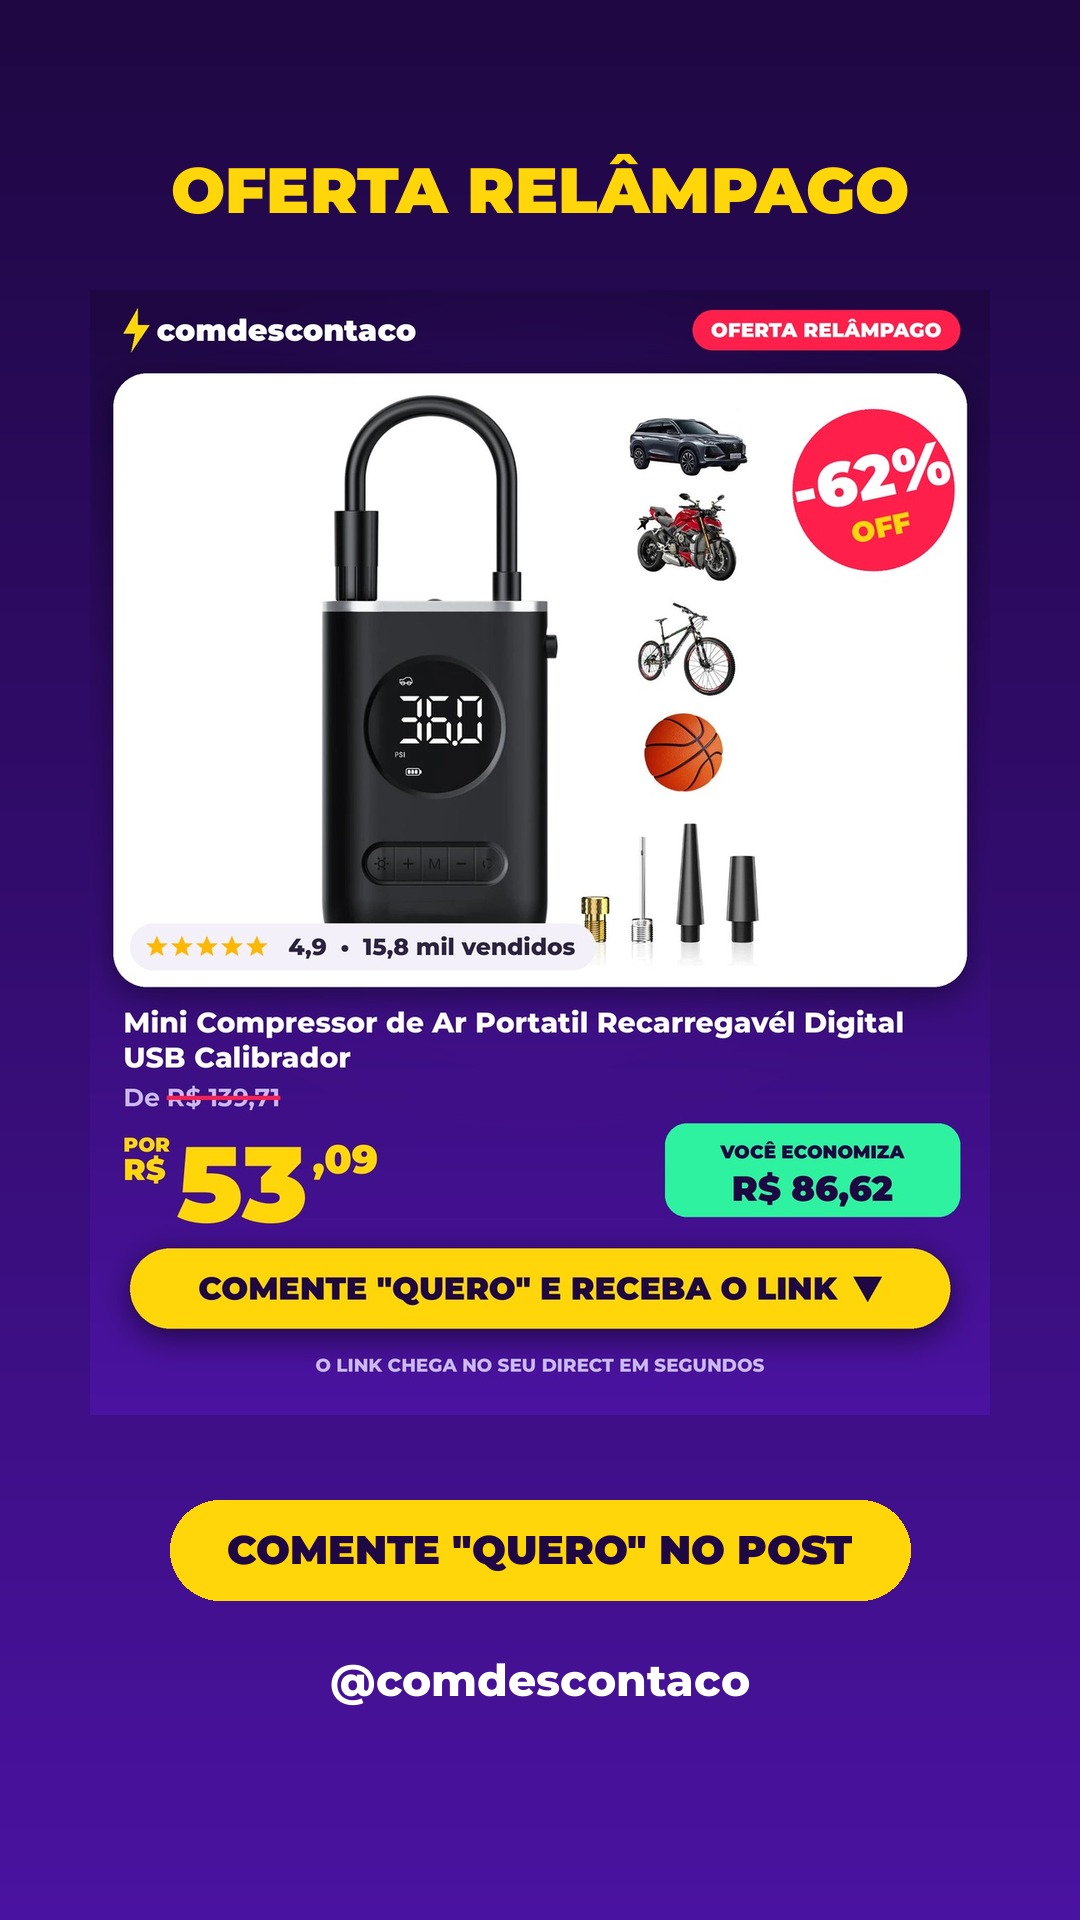 OFERTA RELÂMPAGO
comdescontaco
OFERTA RELÂMPAGO
-62%
OFF
36.0
PSI
M
4,9 • 15,8 mil vendidos
Mini Compressor de Ar Portatil Recarregavél Digital
USB Calibrador
De R$ 139,71
POR
R$ 53,09
VOCÊ ECONOMIZA
R$ 86,62
COMENTE "QUERO" E RECEBA O LINK ▼
O LINK CHEGA NO SEU DIRECT EM SEGUNDOS
COMENTE "QUERO" NO POST
@comdescontaco